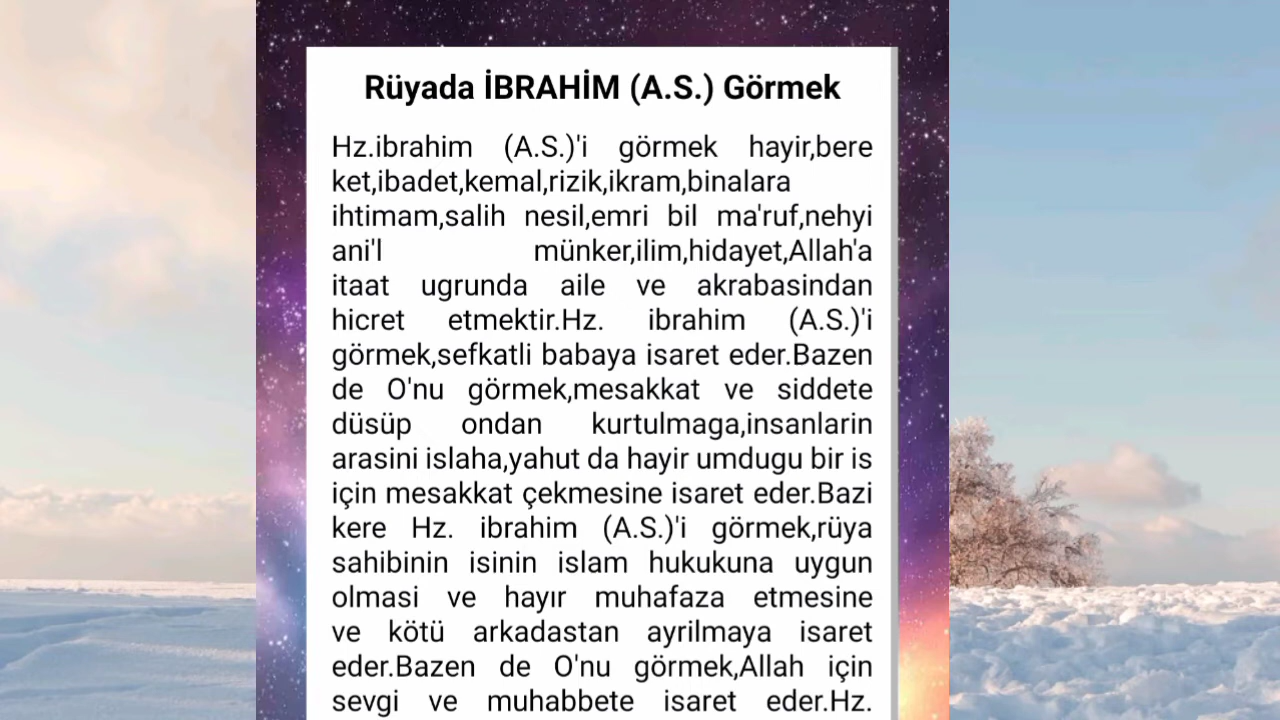 Rüyada İBRAHİM (A.S.) Görmek
Hz.ibrahim (A.S.)'i görmek hayir,bere
ket,ibadet,kemal,rizik,ikram,binalara
ihtimam,salih nesil,emri bil ma'ruf,nehyi
ani'l münker,ilim,hidayet,Allah'a
itaat ugrunda aile ve akrabasindan
hicret etmektir.Hz. ibrahim (A.S.)'i
görmek,sefkatli babaya isaret eder.Bazen
de O'nu görmek,mesakkat ve siddete
düsüp ondan kurtulmaga,insanlarin
arasini islaha,yahut da hayir umdugu bir is
için mesakkat çekmesine isaret eder.Bazi
kere Hz. ibrahim (A.S.)'i görmek,rüya
sahibinin isinin islam hukukuna uygun
olmasi ve hayır muhafaza etmesine
ve kötü arkadastan ayrilmaya isaret
eder.Bazen de O'nu görmek,Allah için
sevgi ve muhabbete isaret eder.Hz.